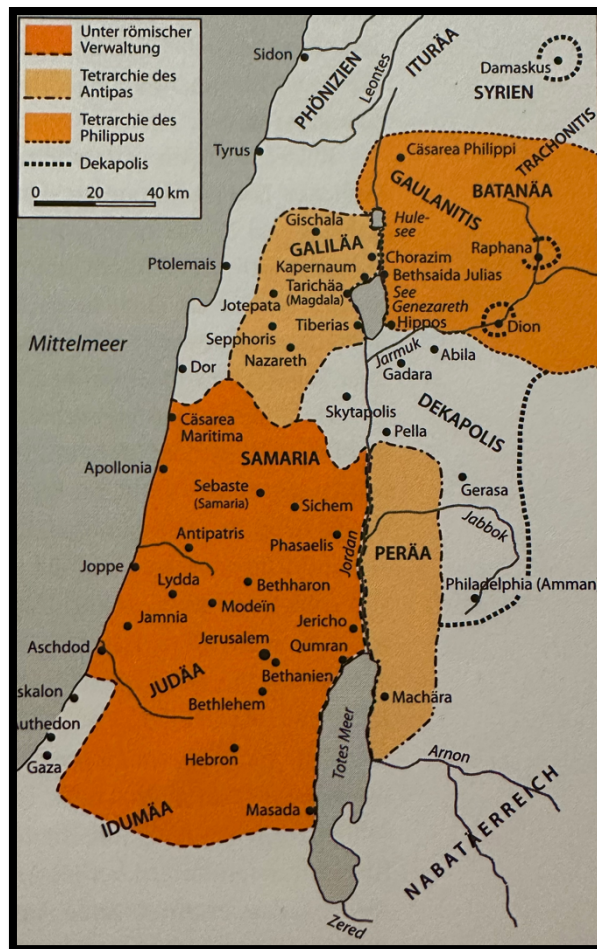 Unter römischer
Verwaltung
Tetrarchie des
Antipas
Tetrarchie des
Philippus
Dekapolis
0 20 40 km
Sidon
PHÖNIZIEN
Leontes
ITURÄA
Damaskus
SYRIEN
TRACHONITIS
Tyrus
Cäsarea Philippi
GAULANITIS
BATANÄA
Gischala
Hule-
see
GALILÄA
Raphana
Chorazim
Kapernaum
Bethsaida Julias
Ptolemais
Tarichäa
(Magdala)
See
Genezareth
Jotepata
Sepphoris
Tiberias
Hippos
Dion
Mittelmeer
Nazareth
Jarmuk
Abila
Gadara
Dor
Skytapolis
DEKAPOLIS
Cäsarea
Maritima
Pella
SAMARIA
Apollonia
Sebaste
(Samaria)
Sichem
Gerasa
Jabbok
Antipatris
Phasaelis
Jordan
PERÄA
Joppe
Lydda
Bethharon
Modeïn
Philadelphia (Amman
Jamnia
Jericho
Jerusalem
Qumran
Aschdod
JUDÄA
Bethanien
Bethlehem
skalon
Machära
Authedon
Totes Meer
Gaza
Hebron
Arnon
IDUMÄA
Masada
NABATÄERREICH
Zered